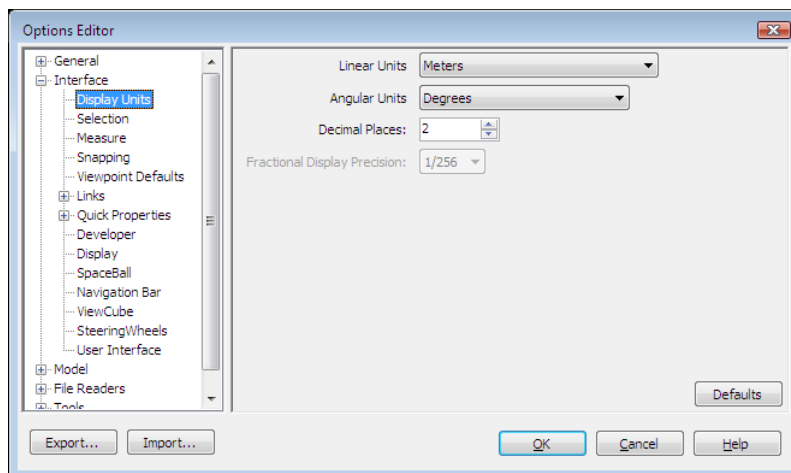 Options Editor
General
Interface
Display Units
Selection
Measure
Snapping
Viewpoint Defaults
Links
Quick Properties
Developer
Display
SpaceBall
Navigation Bar
ViewCube
SteeringWheels
User Interface
Model
File Readers
Tools
Linear Units Meters
Angular Units Degrees
Decimal Places: 2
Fractional Display Precision: 1/256
Defaults
Export... Import... OK Cancel Help